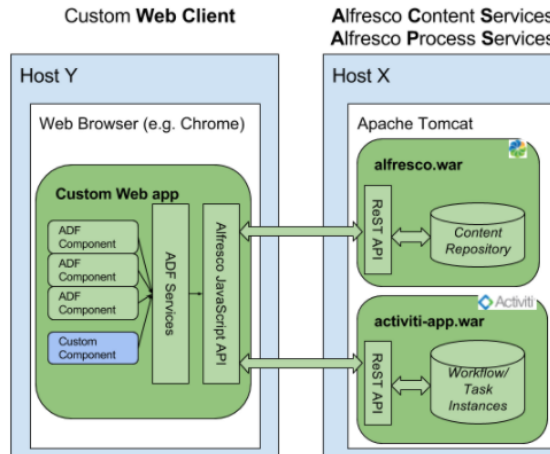 Custom Web Client
Alfresco Content Services
Alfresco Process Services
Host Y
Web Browser (e.g. Chrome)
Custom Web app
ADF
Component
ADF
Component
ADF
Component
Custom
Component
ADF Services
Alfresco JavaScript API
Host X
Apache Tomcat
alfresco.war
ReST API
Content
Repository
Activiti
activiti-app.war
ReST API
Workflow/
Task
Instances